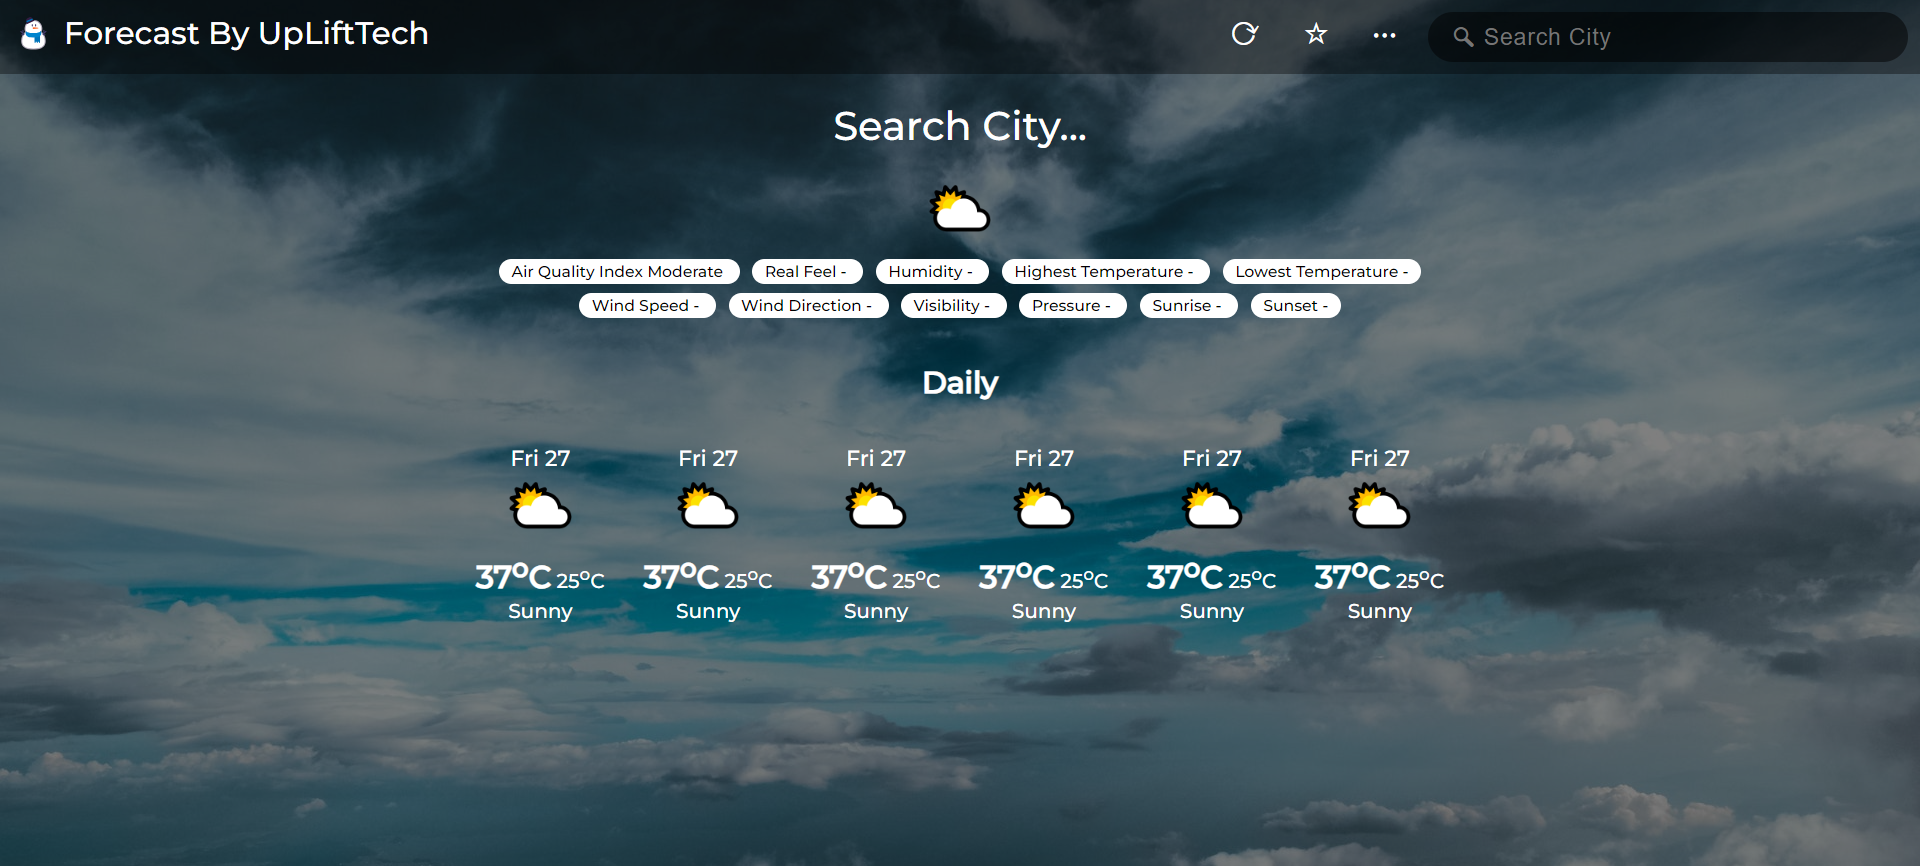 Forecast By UpLiftTech
Search City
Search City...
Air Quality Index Moderate Real Feel - Humidity - Highest Temperature - Lowest Temperature -
Wind Speed - Wind Direction - Visibility - Pressure - Sunrise - Sunset -
Daily
Fri 27 Fri 27 Fri 27 Fri 27 Fri 27 Fri 27
37°C 25°C 37°C 25°C 37°C 25°C 37°C 25°C 37°C 25°C 37°C 25°C
Sunny Sunny Sunny Sunny Sunny Sunny